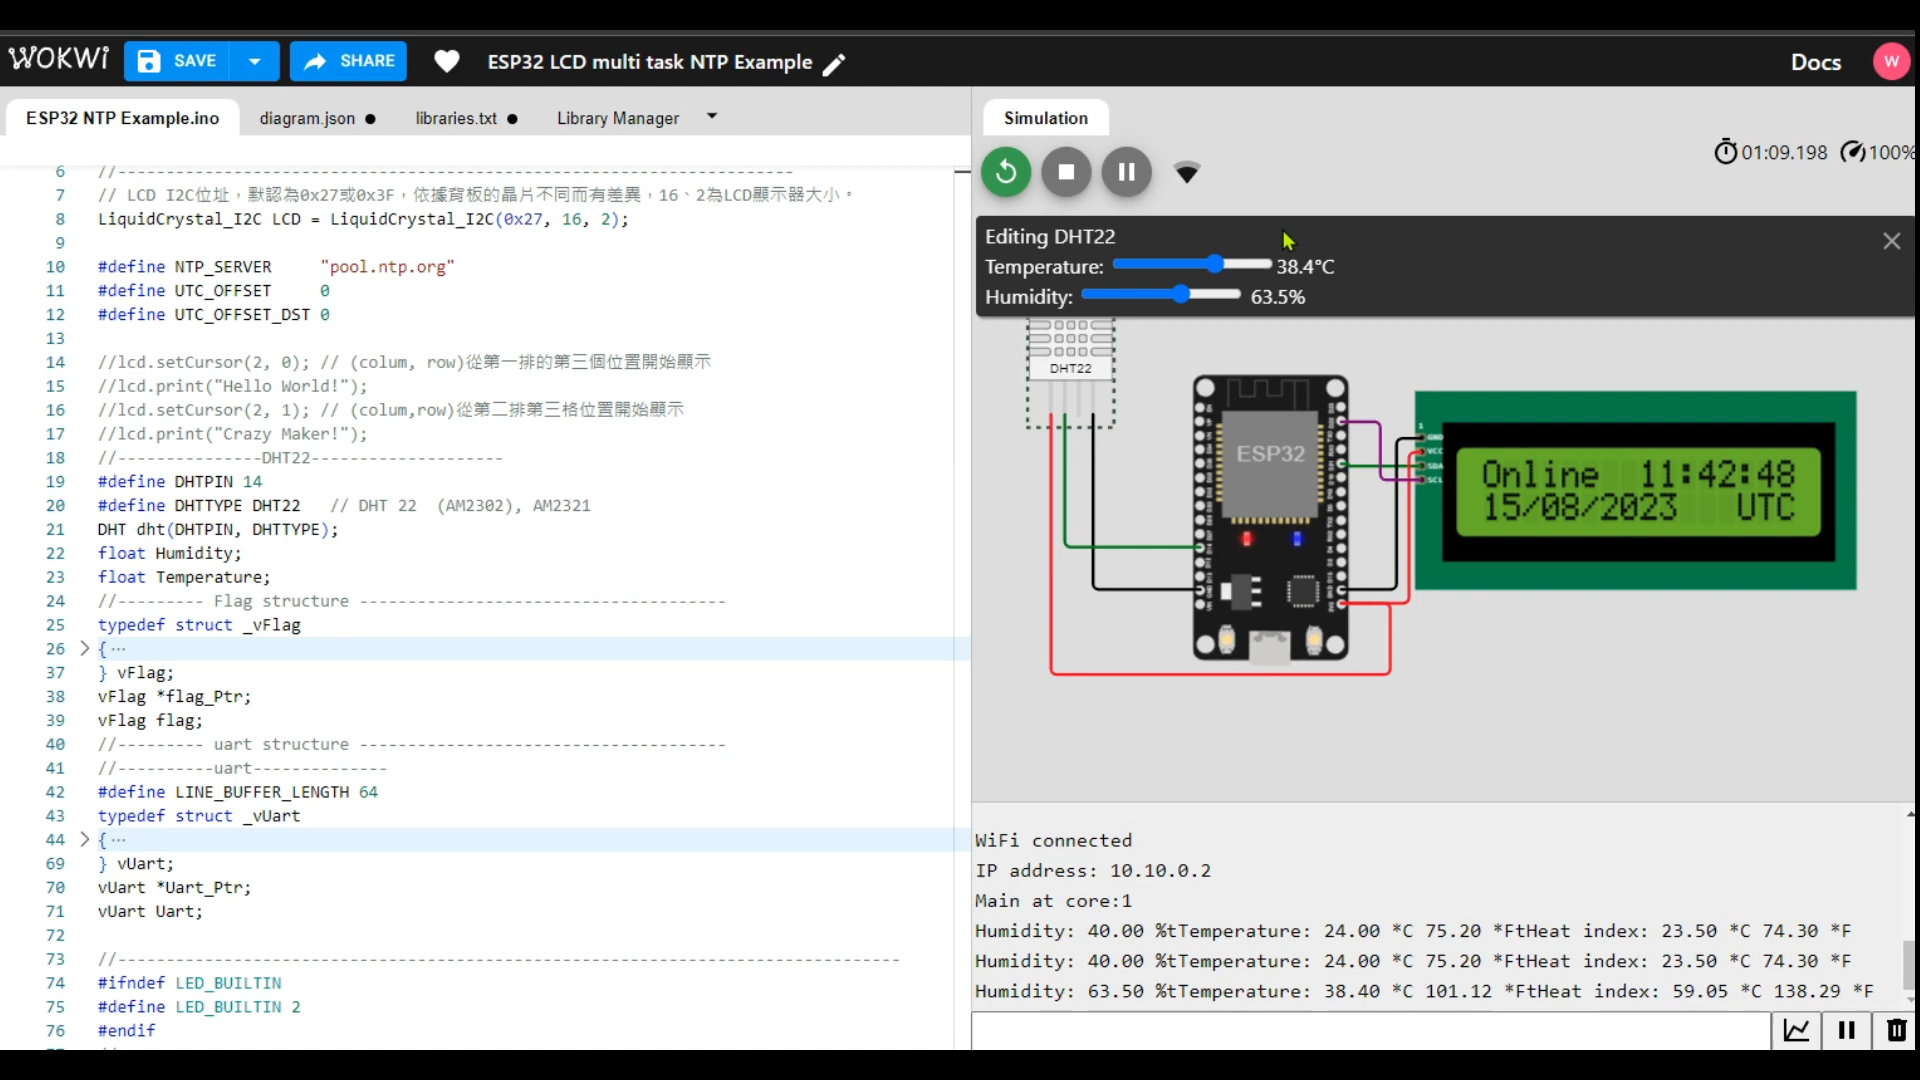 WOKWi SAVE SHARE ESP32 LCD multi task NTP Example Docs W
ESP32 NTP Example.ino diagram.json ● libraries.txt ● Library Manager
6 //----------------------------------------------------------------------
7 // LCD I2C位址，默認為0x27或0x3F，依據背板的晶片不同而有差異，16、2為LCD顯示器大小。
8 LiquidCrystal_I2C LCD = LiquidCrystal_I2C(0x27, 16, 2);
9
10 #define NTP_SERVER     "pool.ntp.org"
11 #define UTC_OFFSET     0
12 #define UTC_OFFSET_DST 0
13
14 //lcd.setCursor(2, 0); // (colum, row)從第一排的第三個位置開始顯示
15 //lcd.print("Hello World!");
16 //lcd.setCursor(2, 1); // (colum,row)從第二排第三格位置開始顯示
17 //lcd.print("Crazy Maker!");
18 //---------------DHT22--------------------
19 #define DHTPIN 14
20 #define DHTTYPE DHT22   // DHT 22  (AM2302), AM2321
21 DHT dht(DHTPIN, DHTTYPE);
22 float Humidity;
23 float Temperature;
24 //--------- Flag structure --------------------------------------
25 typedef struct _vFlag
26 { ···
37 } vFlag;
38 vFlag *flag_Ptr;
39 vFlag flag;
40 //--------- uart structure --------------------------------------
41 //----------uart--------------
42 #define LINE_BUFFER_LENGTH 64
43 typedef struct _vUart
44 { ···
69 } vUart;
70 vUart *Uart_Ptr;
71 vUart Uart;
72
73 //---------------------------------------------------------------------------------
74 #ifndef LED_BUILTIN
75 #define LED_BUILTIN 2
76 #endif
Simulation
01:09.198 100%
Editing DHT22
Temperature: 38.4°C
Humidity: 63.5%
DHT22
ESP32
1
GND
VCC
SDA
SCL
Online  11:42:48
15/08/2023   UTC
WiFi connected
IP address: 10.10.0.2
Main at core:1
Humidity: 40.00 %tTemperature: 24.00 *C 75.20 *FtHeat index: 23.50 *C 74.30 *F
Humidity: 40.00 %tTemperature: 24.00 *C 75.20 *FtHeat index: 23.50 *C 74.30 *F
Humidity: 63.50 %tTemperature: 38.40 *C 101.12 *FtHeat index: 59.05 *C 138.29 *F